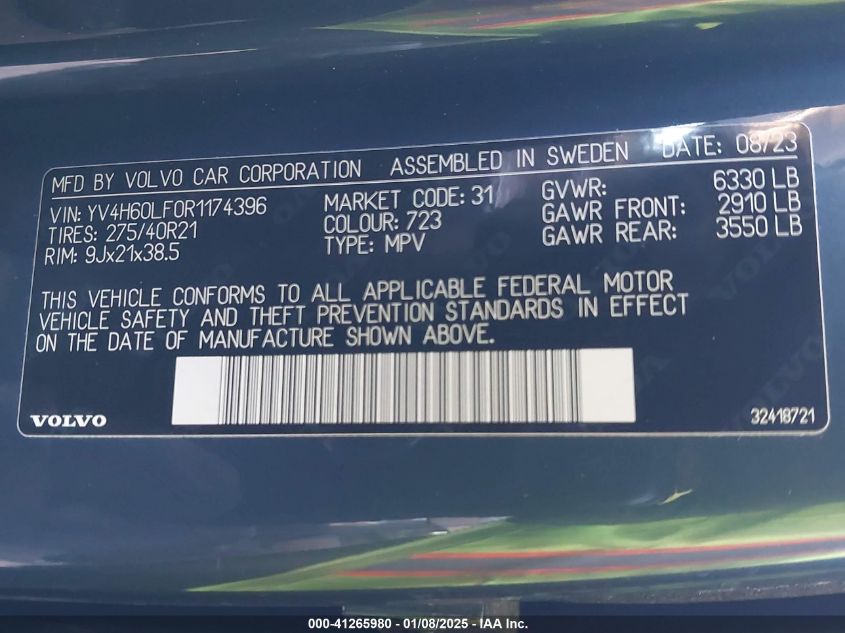 MFD BY VOLVO CAR CORPORATION ASSEMBLED IN SWEDEN DATE: 08/23
VIN: YV4H60LF0R1174396 MARKET CODE: 31 GVWR: 6330 LB
TIRES: 275/40R21 COLOUR: 723 GAWR FRONT: 2910 LB
RIM: 9Jx21x38.5 TYPE: MPV GAWR REAR: 3550 LB
THIS VEHICLE CONFORMS TO ALL APPLICABLE FEDERAL MOTOR
VEHICLE SAFETY AND THEFT PREVENTION STANDARDS IN EFFECT
ON THE DATE OF MANUFACTURE SHOWN ABOVE.
VOLVO 32418721
000-41265980 - 01/08/2025 - IAA Inc.